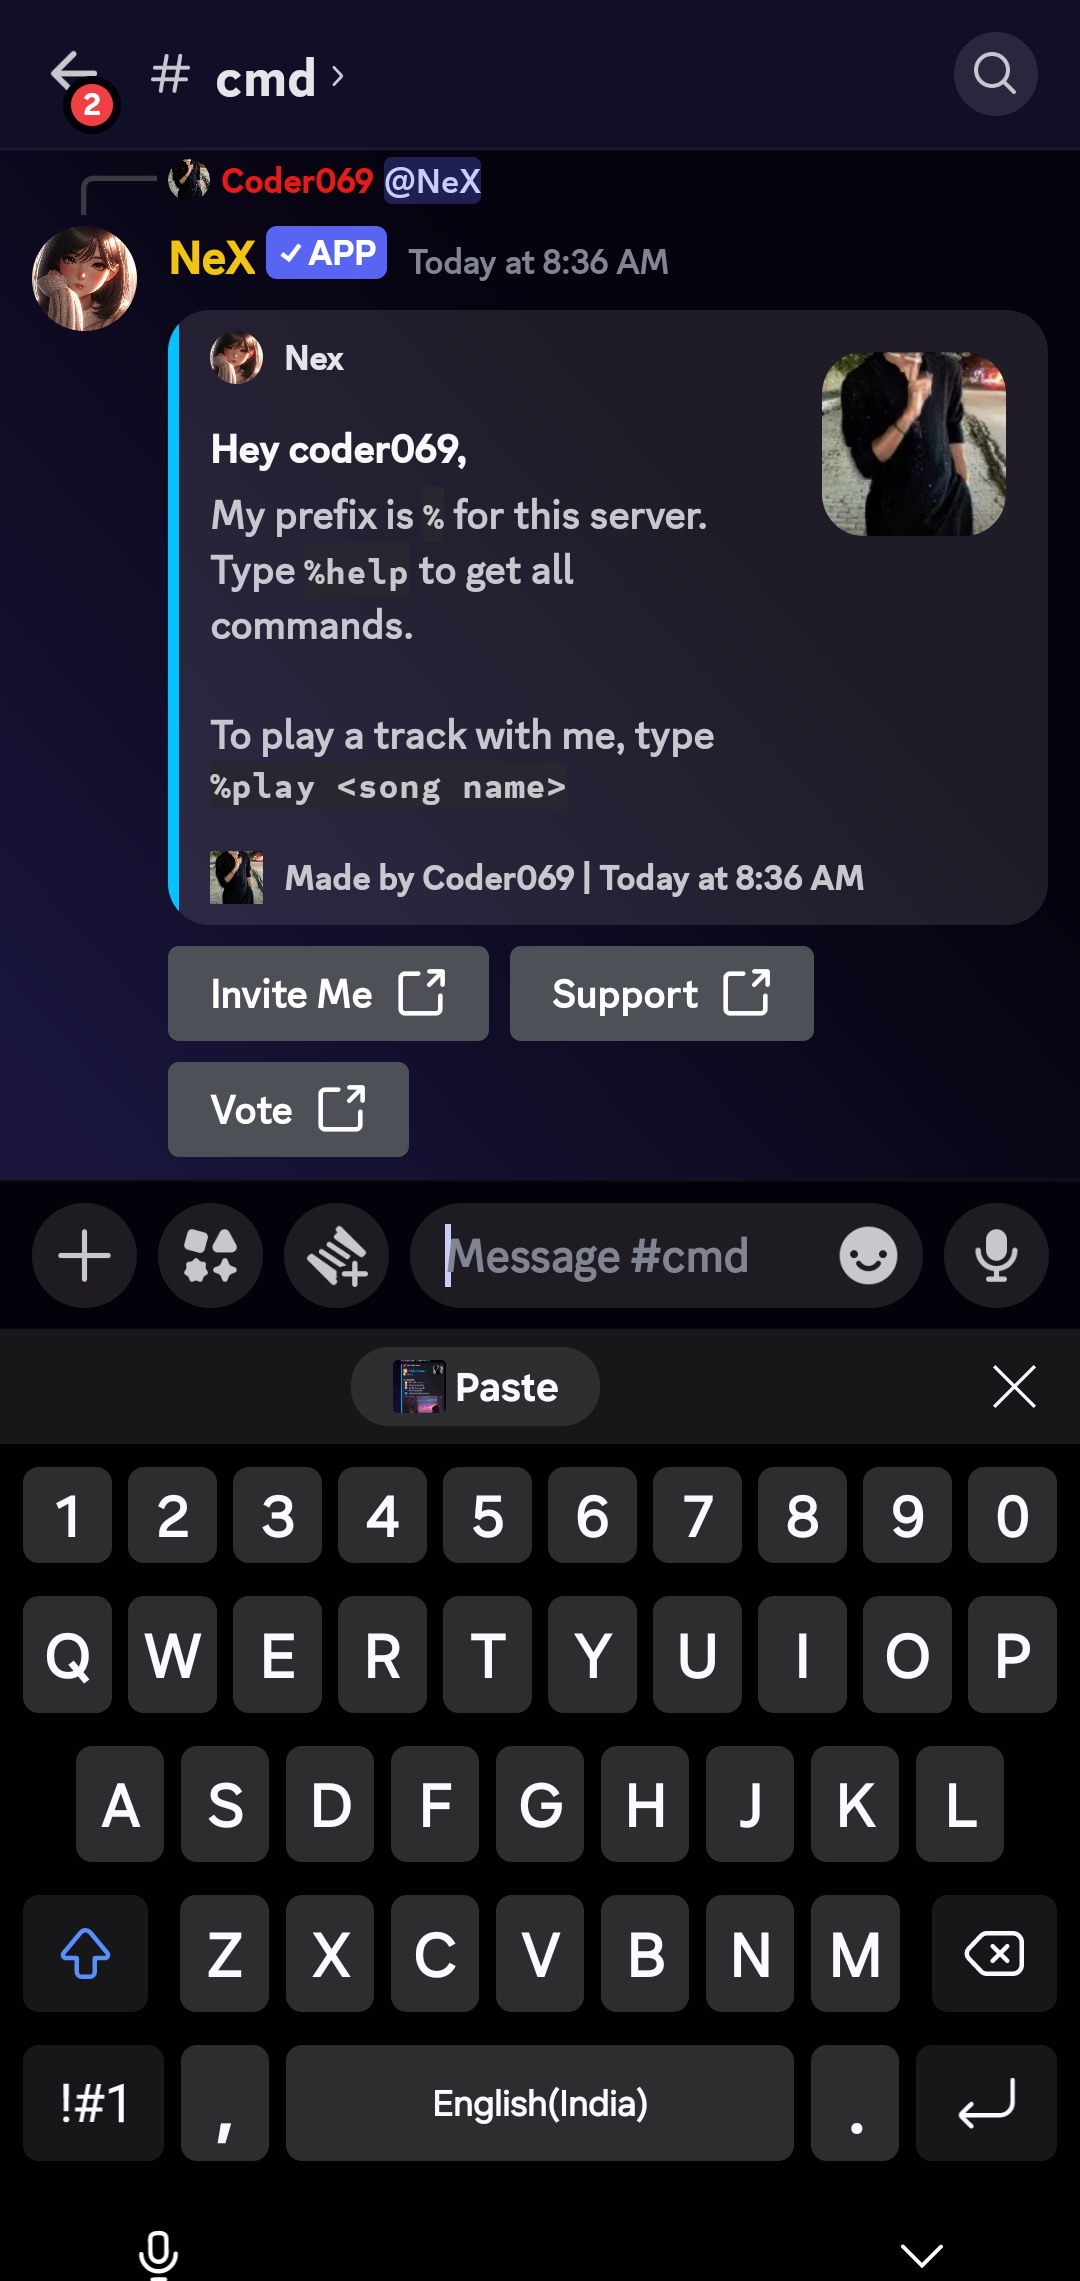 2
# cmd
Coder069 @NeX
NeX ✓ APP Today at 8:36 AM
Nex
Hey coder069,
My prefix is % for this server.
Type %help to get all
commands.
To play a track with me, type
%play <song name>
Made by Coder069 | Today at 8:36 AM
Invite Me
Support
Vote
Message #cmd
Paste
1 2 3 4 5 6 7 8 9 0
Q W E R T Y U I O P
A S D F G H J K L
Z X C V B N M
!#1 , English(India) .